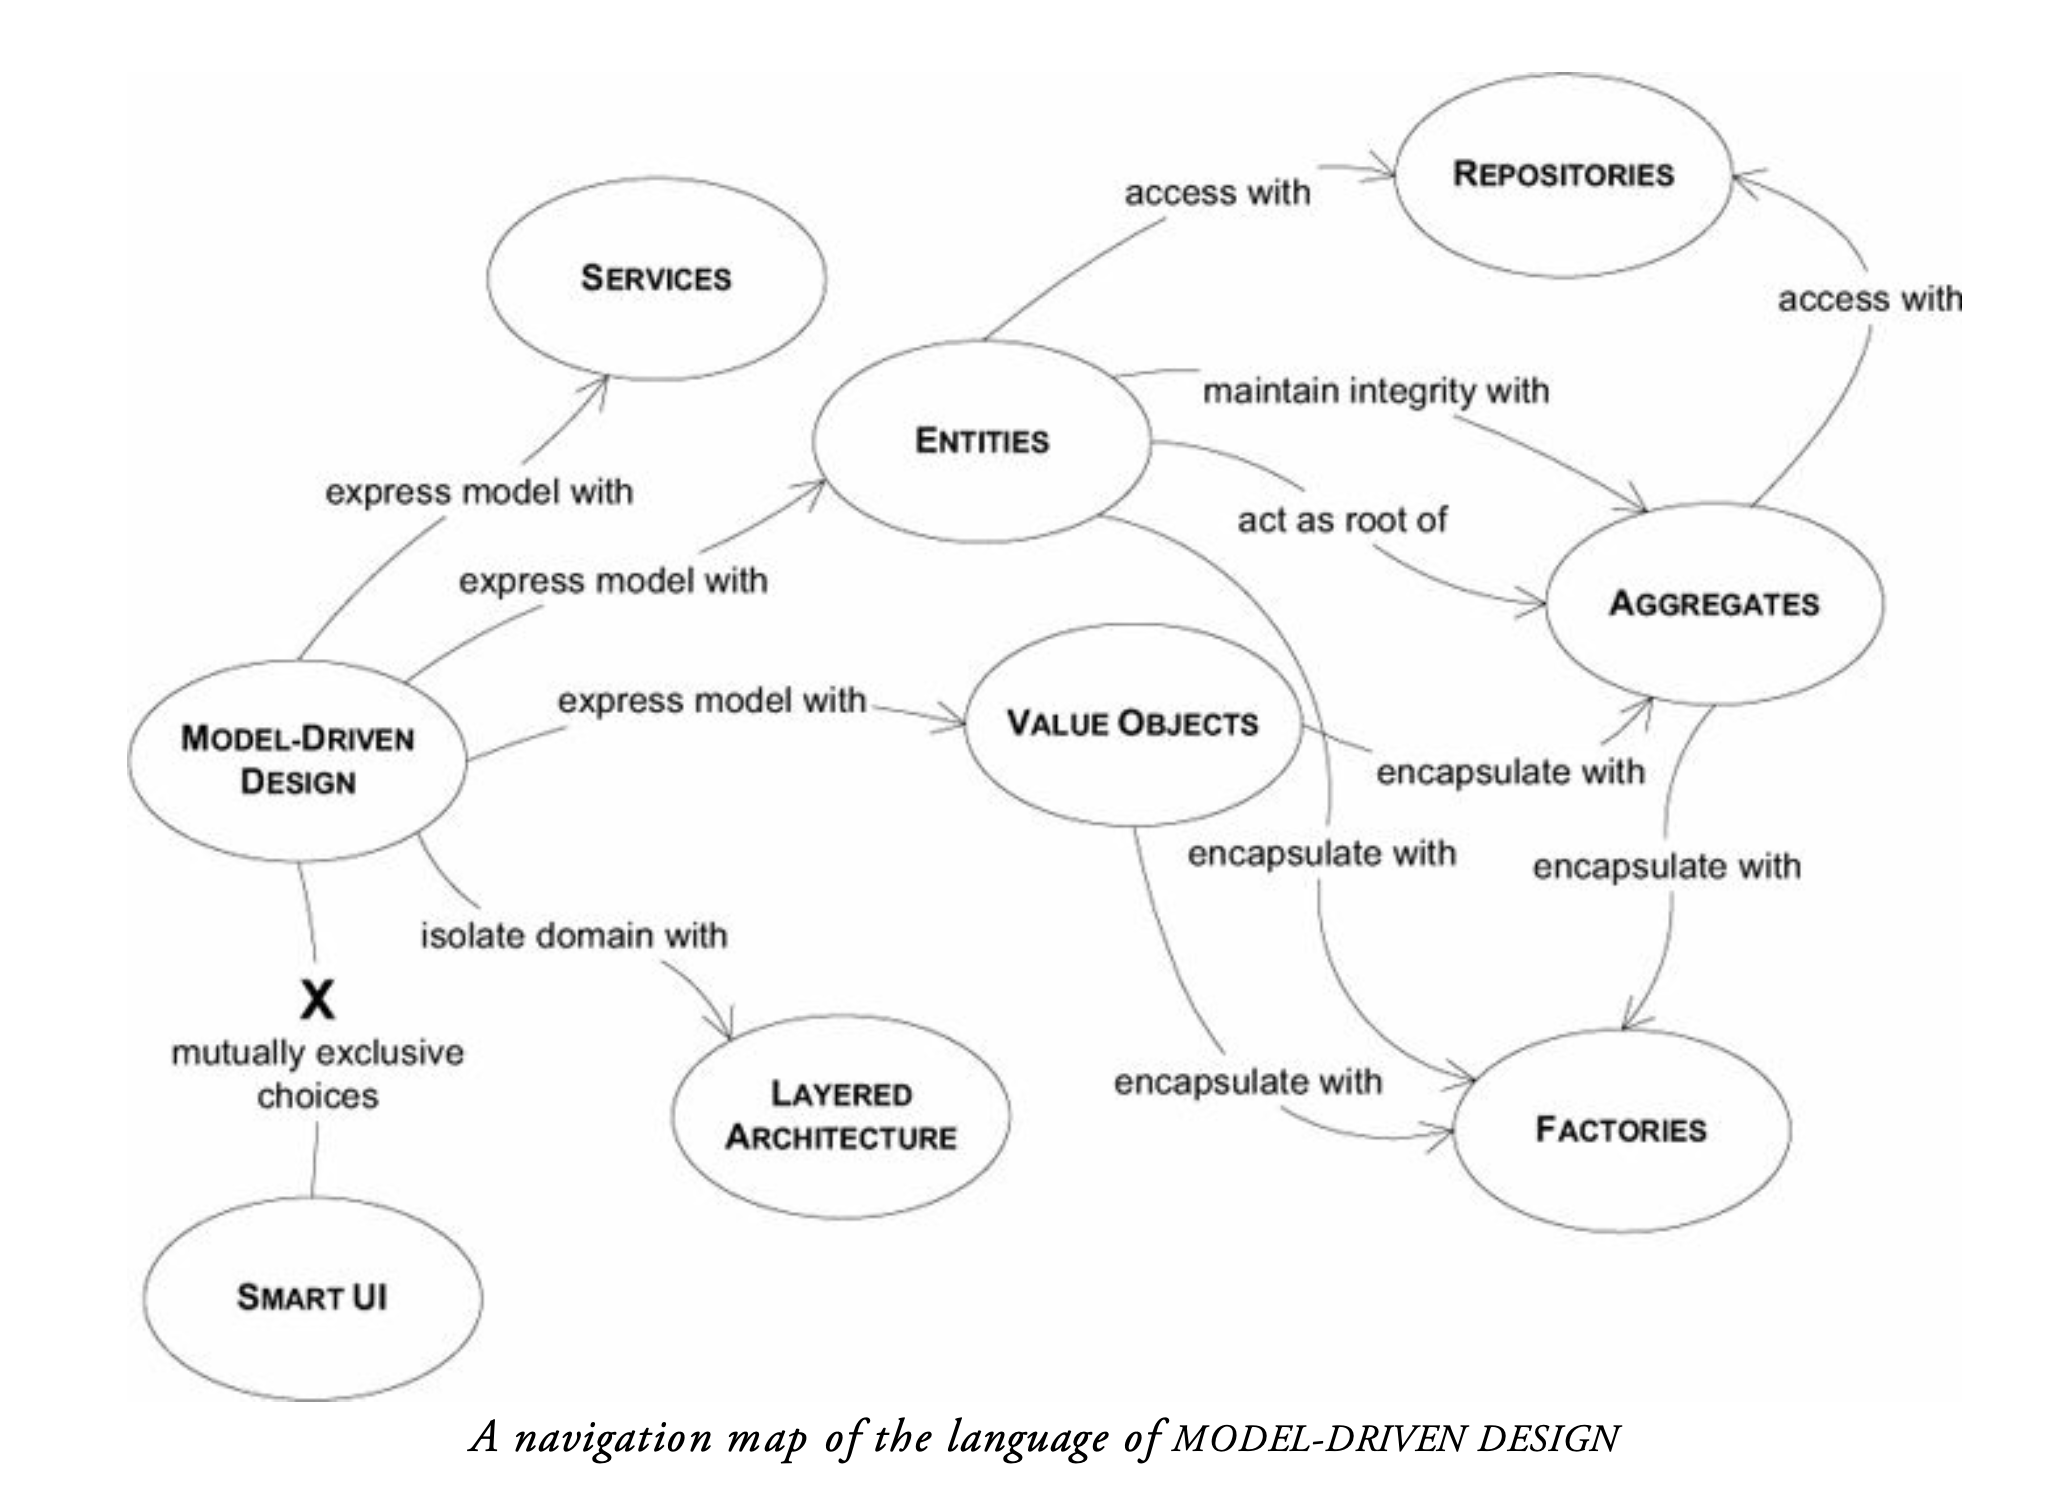 REPOSITORIES
access with
SERVICES
access with
maintain integrity with
ENTITIES
express model with
act as root of
express model with
AGGREGATES
express model with
VALUE OBJECTS
MODEL-DRIVEN
DESIGN
encapsulate with
encapsulate with
encapsulate with
isolate domain with
X
mutually exclusive
choices
encapsulate with
LAYERED
ARCHITECTURE
FACTORIES
SMART UI
A navigation map of the language of MODEL-DRIVEN DESIGN